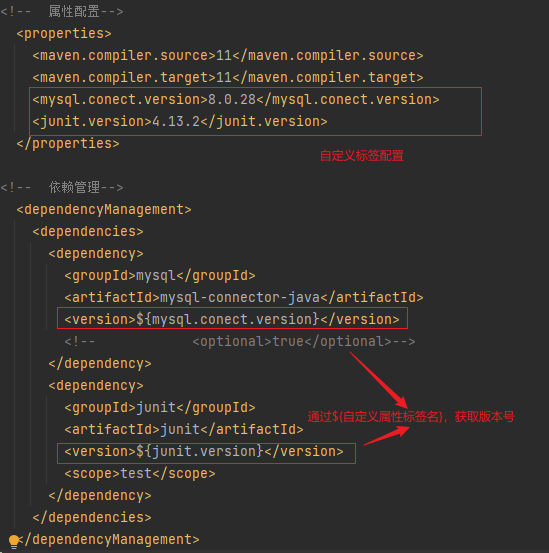 <!-- 属性配置-->
<properties>
<maven.compiler.source>11</maven.compiler.source>
<maven.compiler.target>11</maven.compiler.target>
<mysql.conect.version>8.0.28</mysql.conect.version>
<junit.version>4.13.2</junit.version>
</properties>
自定义标签配置
<!-- 依赖管理-->
<dependencyManagement>
<dependencies>
<dependency>
<groupId>mysql</groupId>
<artifactId>mysql-connector-java</artifactId>
<version>${mysql.conect.version}</version>
<!-- <optional>true</optional>-->
</dependency>
<dependency>
<groupId>junit</groupId>
通过${自定义属性标签名}，获取版本号
<artifactId>junit</artifactId>
<version>${junit.version}</version>
<scope>test</scope>
</dependency>
</dependencies>
</dependencyManagement>